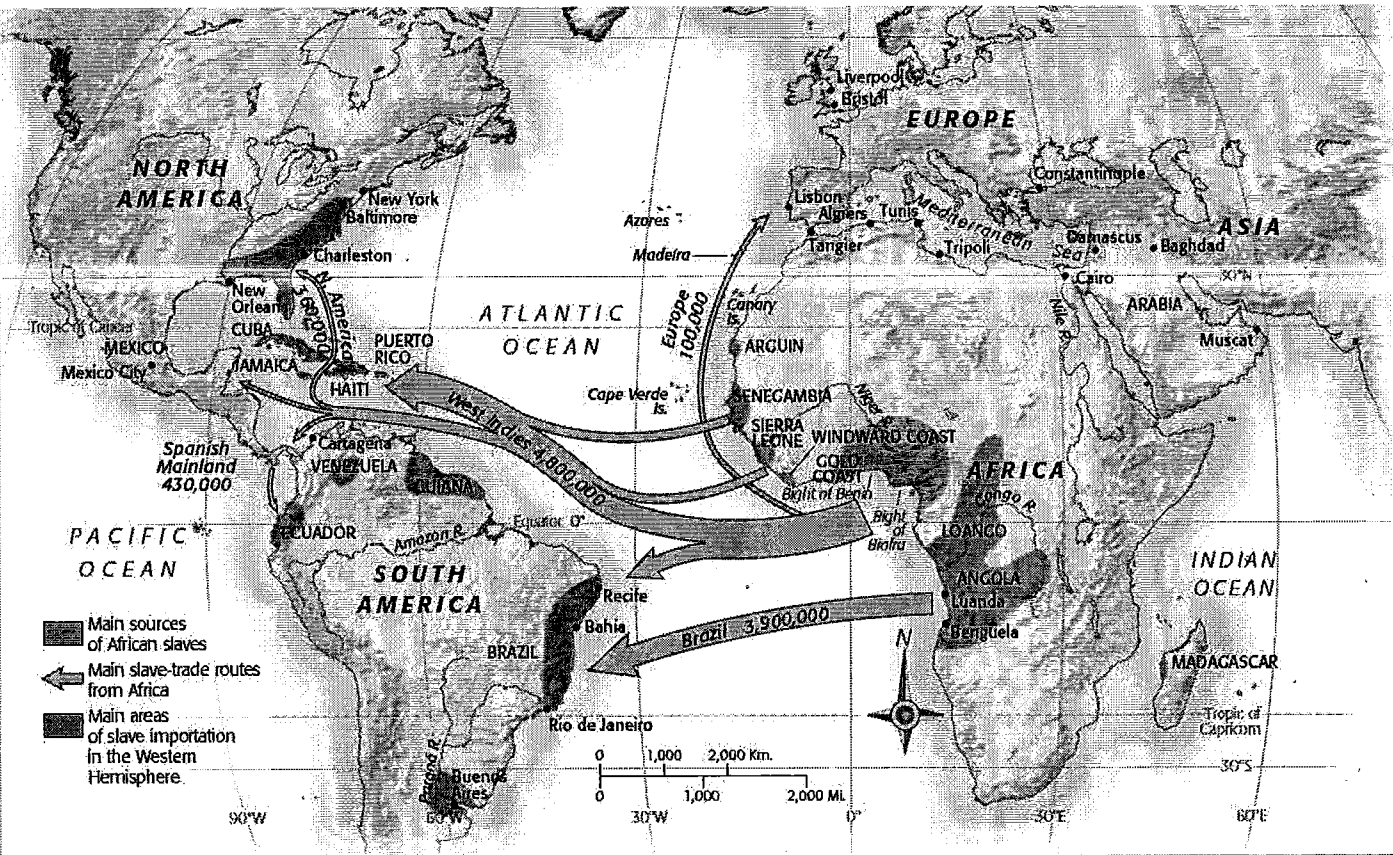 Liverpool
Bristol
EUROPE
NORTH
AMERICA
New York
Baltimore
Charleston
New
Orleans
Constantinople
ASIA
Lisbon
Algiers
Tunis
Mediterranean
Sea
Damascus
Baghdad
Tangier
Tripoli
Cairo
30°N
Azores
Madeira
Canary
Is.
ATLANTIC
OCEAN
Europe
100,000
N. America
360,000
Tropic of Cancer
CUBA
MEXICO
Mexico City
JAMAICA
PUERTO
RICO
HAITI
ARGUIN
ARABIA
Nile R.
Muscat
Cape Verde
Is.
SENEGAMBIA
SIERRA
LEONE
Niger R.
WINDWARD COAST
GOLD
COAST
Bight of Benin
Bight
of
Biafra
AFRICA
Congo R.
LOANGO
ANGOLA
Luanda
Benguela
West Indies 4,800,000
Spanish
Mainland
430,000
Cartagena
VENEZUELA
GUIANA
ECUADOR
Amazon R.
Equator 0°
PACIFIC
OCEAN
SOUTH
AMERICA
INDIAN
OCEAN
Recife
Bahia
BRAZIL
Brazil 3,900,000
Rio de Janeiro
N
MADAGASCAR
Tropic of
Capricorn
Paraná R.
Buenos
Aires
Main sources
of African slaves
Main slave-trade routes
from Africa
Main areas
of slave importation
in the Western
Hemisphere
0 1,000 2,000 Km.
0 1,000 2,000 Mi.
30°S
90°W
60°W
30°W
0°
30°E
60°E